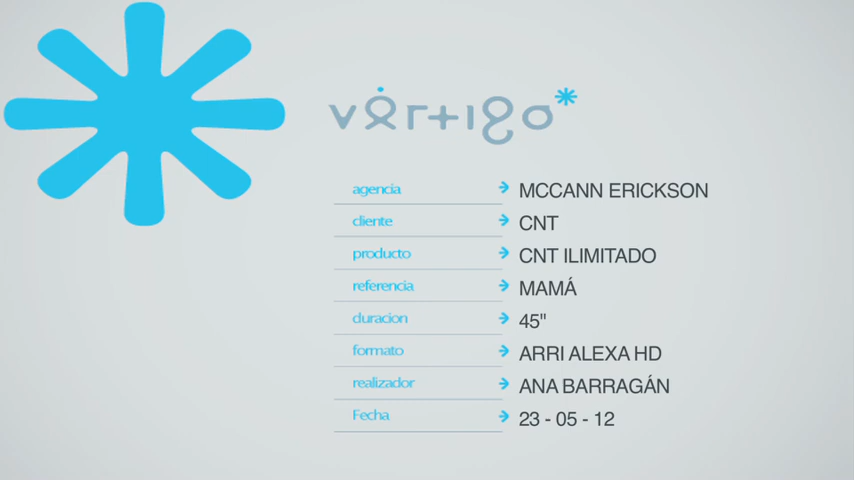 vértigo*
agencia MCCANN ERICKSON
cliente CNT
producto CNT ILIMITADO
referencia MAMÁ
duracion 45"
formato ARRI ALEXA HD
realizador ANA BARRAGÁN
Fecha 23 - 05 - 12